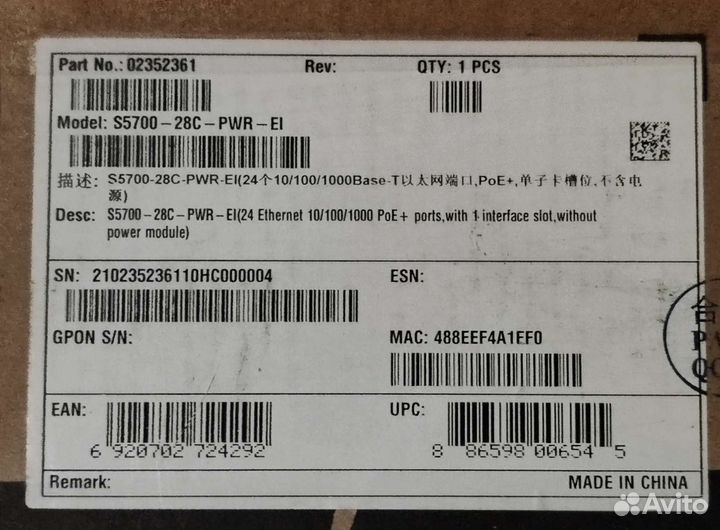 Part No.: 02352361 Rev: QTY: 1 PCS
Model: S5700-28C-PWR-EI
描述: S5700-28C-PWR-EI(24个10/100/1000Base-T以太网端口,PoE+,单子卡槽位,不含电
源)
Desc: S5700-28C-PWR-EI(24 Ethernet 10/100/1000 PoE+ ports,with 1 interface slot,without
power module)
SN: 210235236110HC000004 ESN:
GPON S/N: MAC: 488EEF4A1FF0
EAN: UPC:
6 920702 724292 8 86598 00654 5
Remark: MADE IN CHINA
Avito